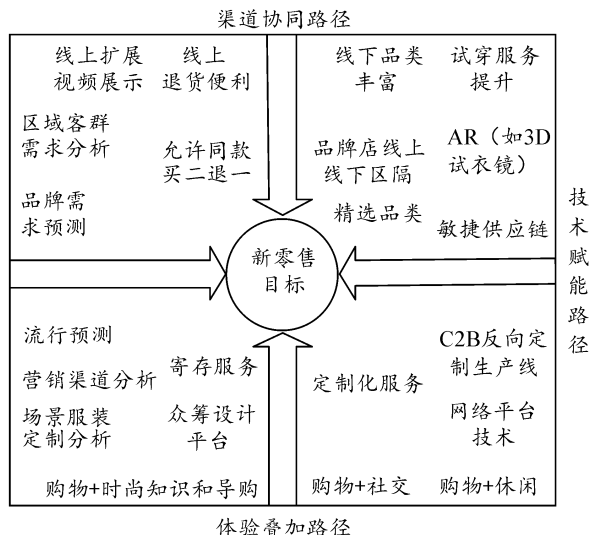 渠道协同路径
线上扩展
视频展示
线上
退货便利
线下品类
丰富
试穿服务
提升
区域客群
需求分析
允许同款
买二退一
品牌店线上
线下区隔
AR（如3D
试衣镜）
品牌需
求预测
精选品类
敏捷供应链
技术赋能路径
新零售
目标
流行预测
营销渠道分析
场景服装
定制分析
寄存服务
众筹设计
平台
定制化服务
C2B反向定
制生产线
网络平台
技术
购物+时尚知识和导购
购物+社交
购物+休闲
体验叠加路径